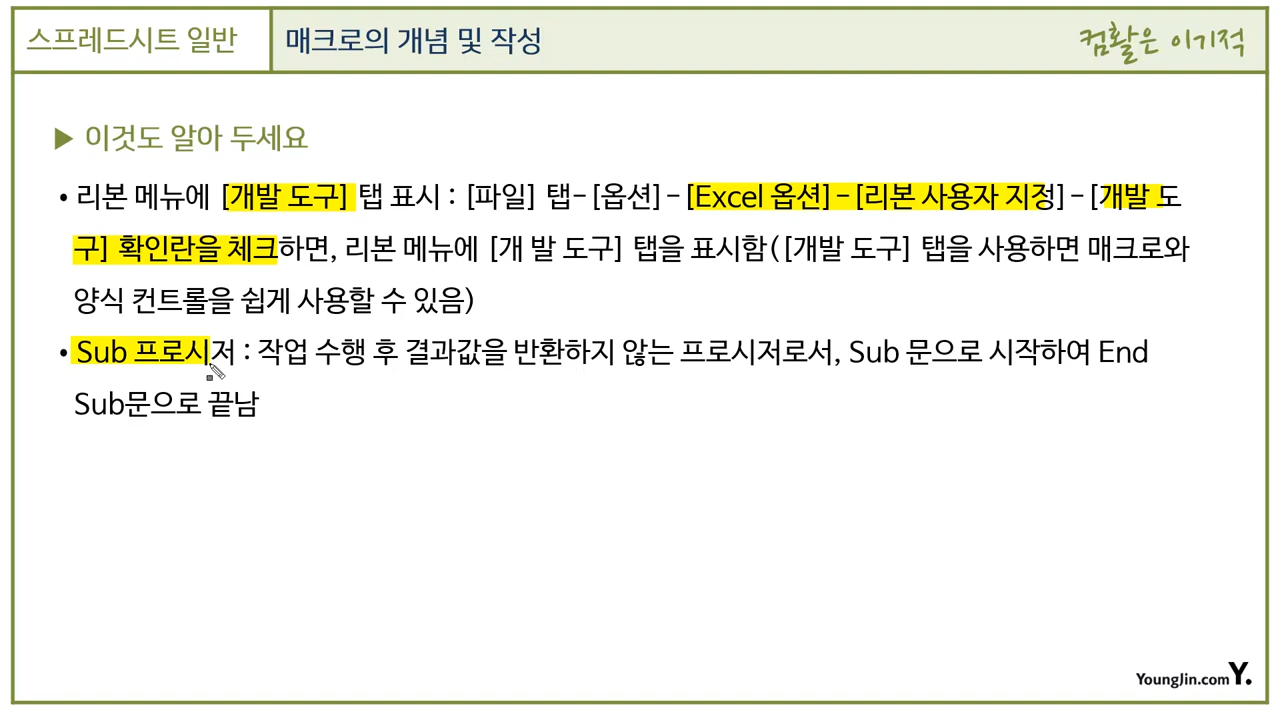 스프레드시트 일반
매크로의 개념 및 작성
컴활은 이기적
▶ 이것도 알아 두세요
• 리본 메뉴에 [개발 도구] 탭 표시 : [파일] 탭-[옵션]-[Excel 옵션]-[리본 사용자 지정]-[개발 도
구] 확인란을 체크하면, 리본 메뉴에 [개 발 도구] 탭을 표시함([개발 도구] 탭을 사용하면 매크로와
양식 컨트롤을 쉽게 사용할 수 있음)
• Sub 프로시저 : 작업 수행 후 결과값을 반환하지 않는 프로시저로서, Sub 문으로 시작하여 End
Sub문으로 끝남
YoungJin.com Y.